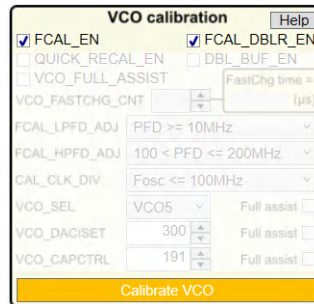 VCO calibration Help
FCAL_EN FCAL_DBLR_EN
QUICK_RECAL_EN DBL_BUF_EN
VCO_FULL_ASSIST FastChg time =
VCO_FASTCHG_CNT (µs)
FCAL_LPFD_ADJ PFD >= 10MHz
FCAL_HPFD_ADJ 100 < PFD <= 200MHz
CAL_CLK_DIV Fosc <= 100MHz
VCO_SEL VCO5 Full assist
VCO_DACISET 300 Full assist
VCO_CAPCTRL 191 Full assist
Calibrate VCO